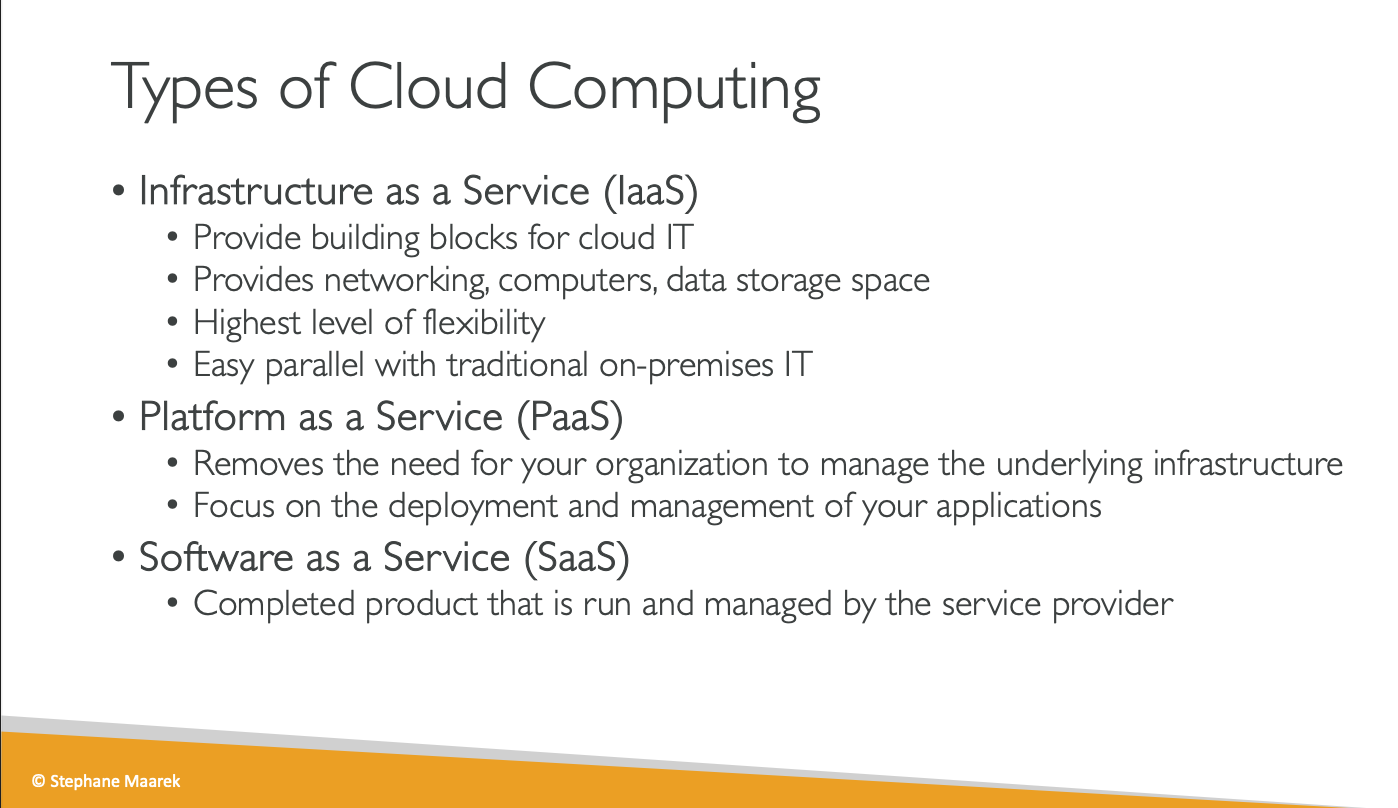 Types of Cloud Computing
• Infrastructure as a Service (IaaS)
• Provide building blocks for cloud IT
• Provides networking, computers, data storage space
• Highest level of flexibility
• Easy parallel with traditional on-premises IT
• Platform as a Service (PaaS)
• Removes the need for your organization to manage the underlying infrastructure
• Focus on the deployment and management of your applications
• Software as a Service (SaaS)
• Completed product that is run and managed by the service provider
© Stephane Maarek